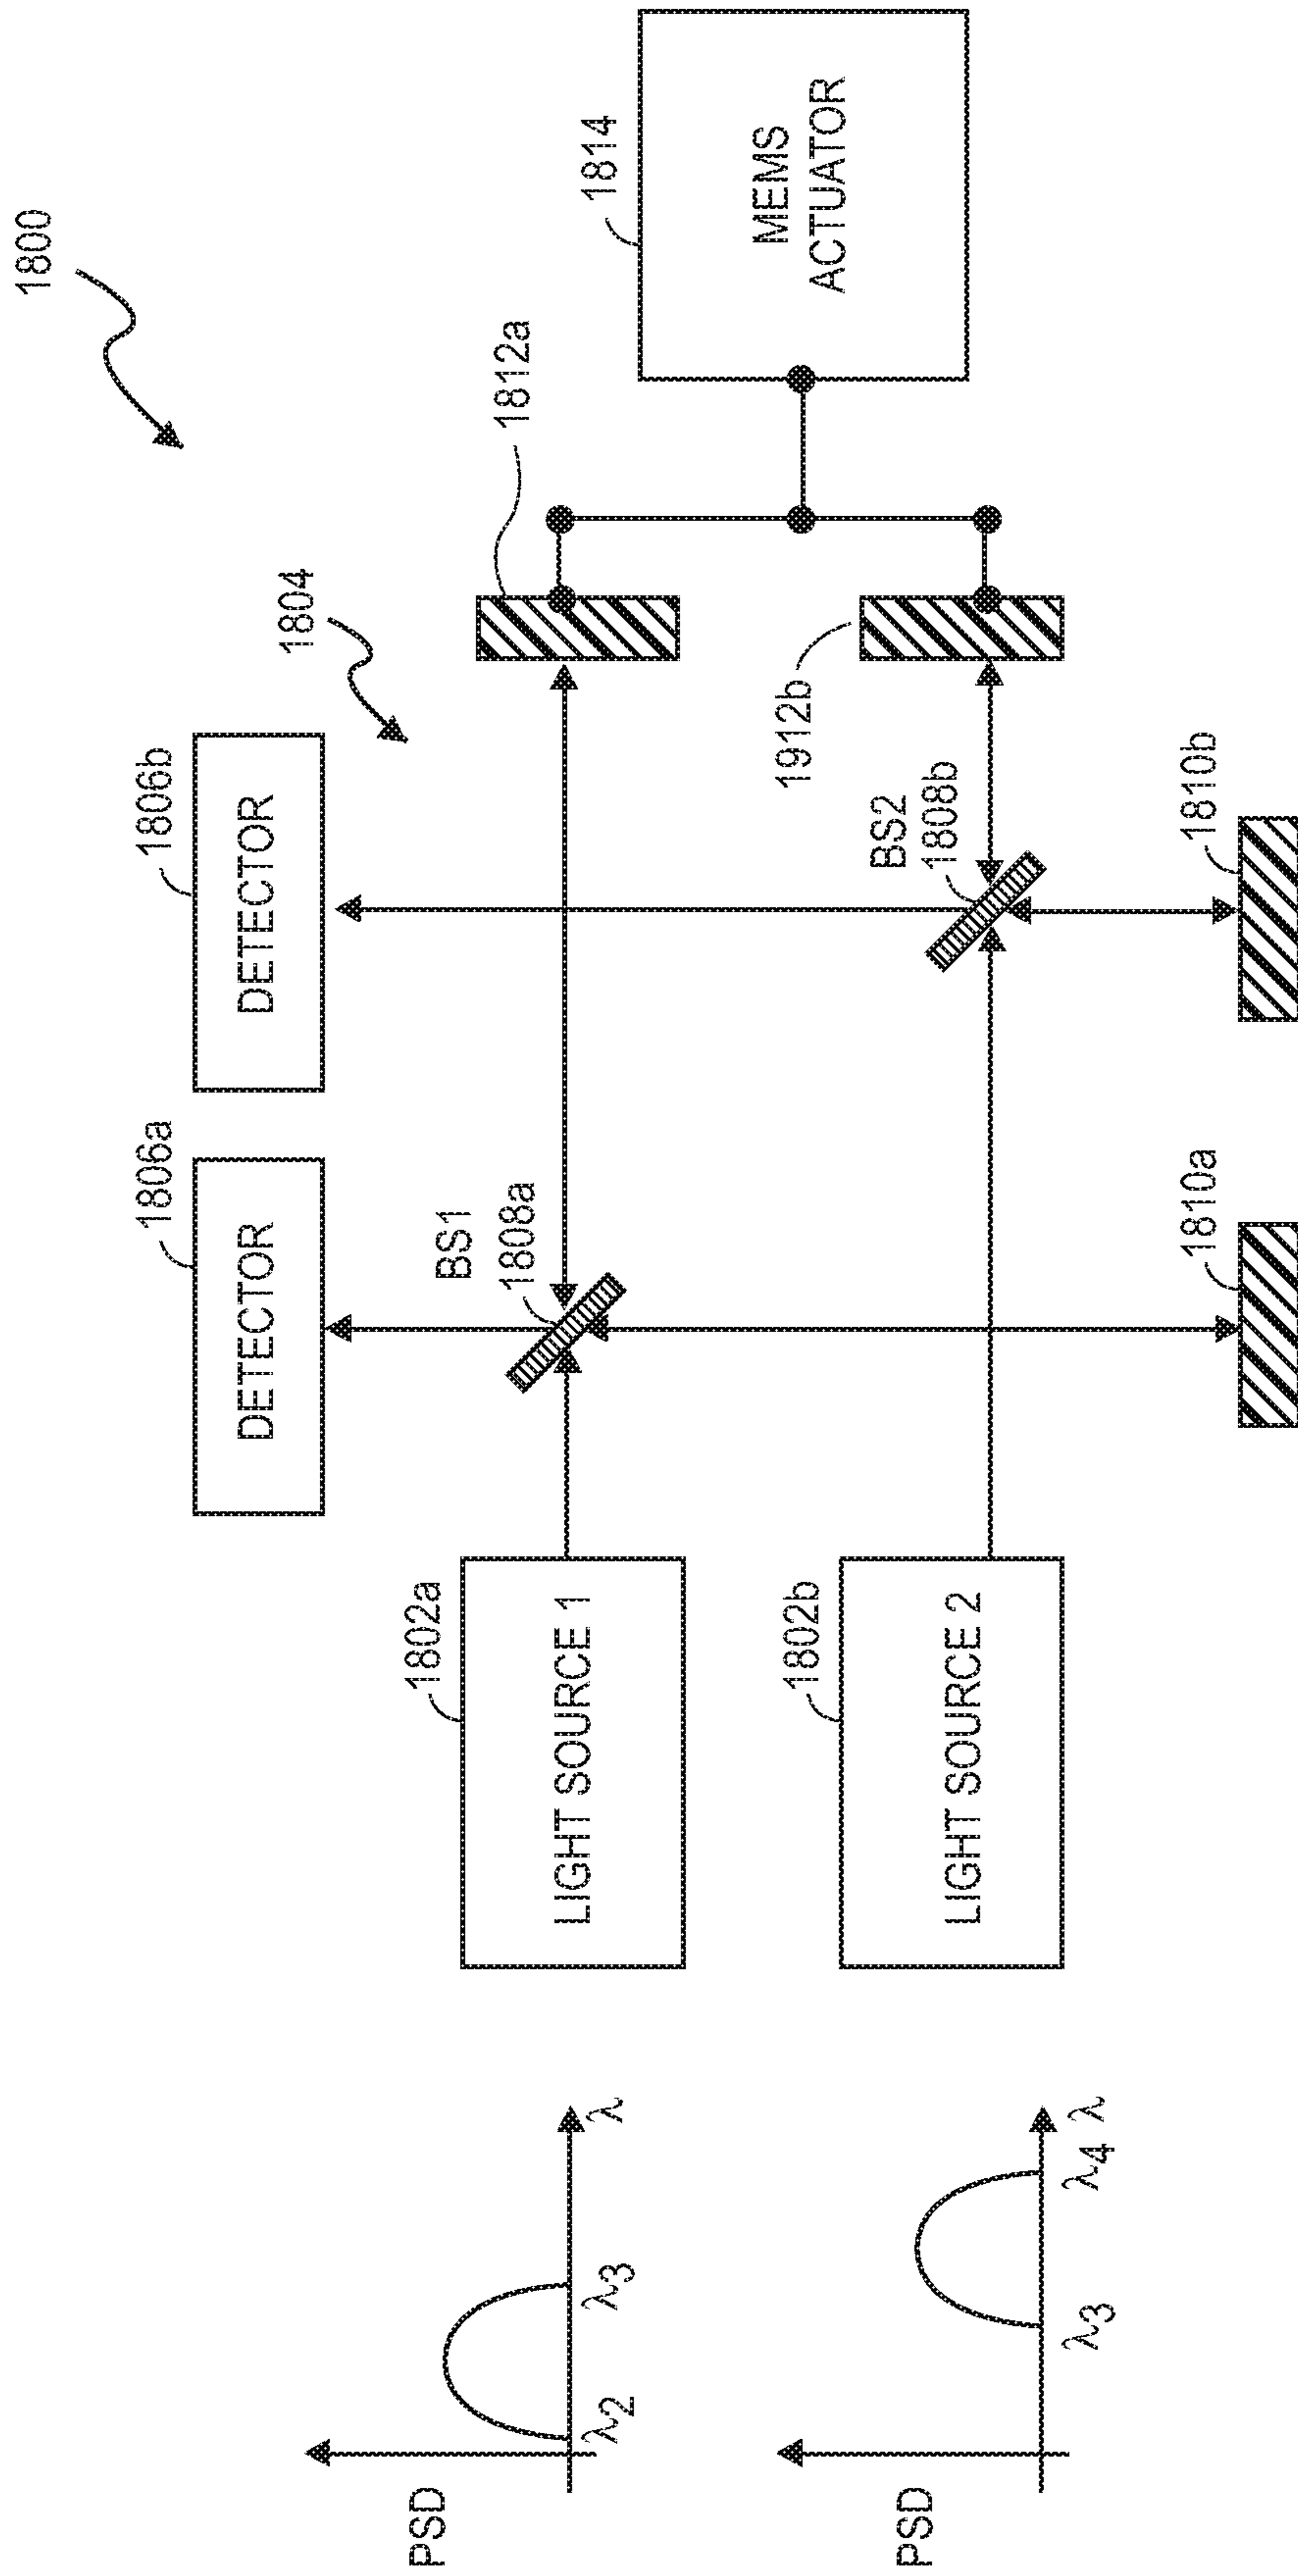 1800
1804
1806a
DETECTOR
1806b
DETECTOR
1812a
1814
MEMS
ACTUATOR
1912b
BS1
1808a
BS2
1808b
1802a
LIGHT SOURCE 1
1802b
LIGHT SOURCE 2
1810a
1810b
PSD
λ2
λ3
λ
PSD
λ3
λ4
λ